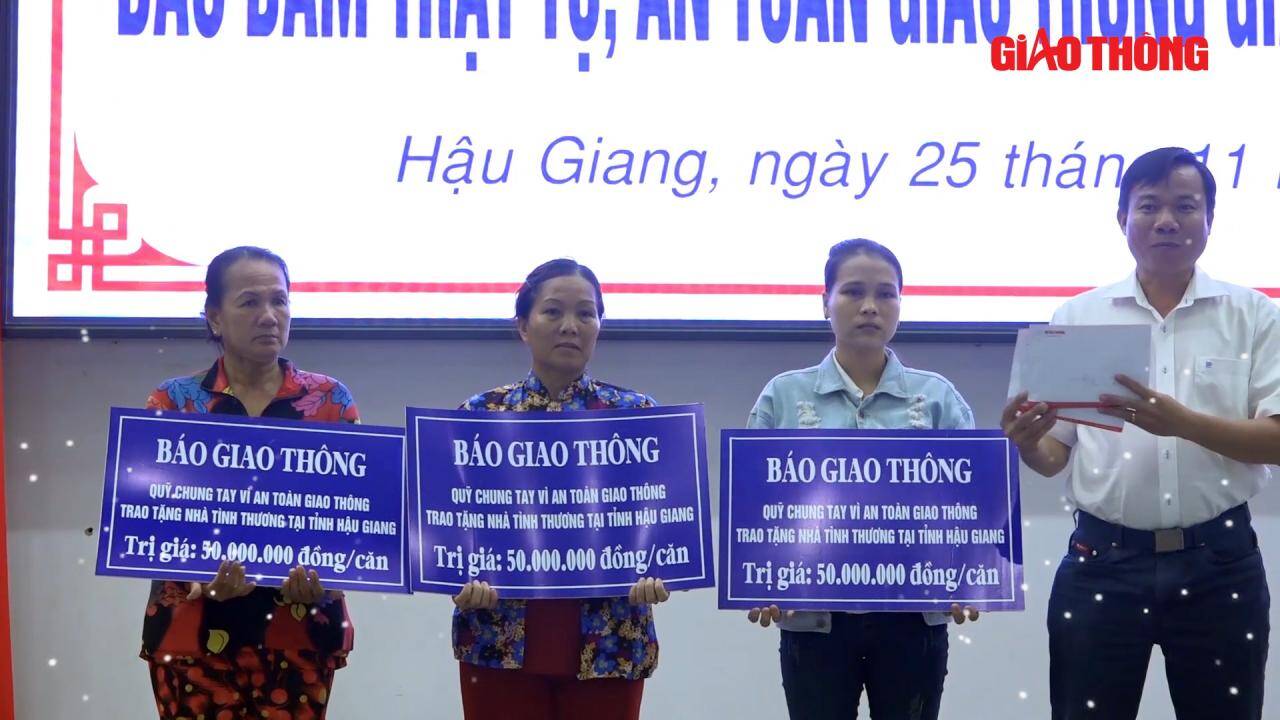 BẢO ĐẢM TRẬT TỰ, AN TOÀN GIAO THÔNG
GIAO THÔNG
Hậu Giang, ngày 25 tháng 11
BÁO GIAO THÔNG
QUỸ CHUNG TAY VÌ AN TOÀN GIAO THÔNG
TRAO TẶNG NHÀ TÌNH THƯƠNG TẠI TỈNH HẬU GIANG
Trị giá: 50.000.000 đồng/căn
BÁO GIAO THÔNG
QUỸ CHUNG TAY VÌ AN TOÀN GIAO THÔNG
TRAO TẶNG NHÀ TÌNH THƯƠNG TẠI TỈNH HẬU GIANG
Trị giá: 50.000.000 đồng/căn
BÁO GIAO THÔNG
QUỸ CHUNG TAY VÌ AN TOÀN GIAO THÔNG
TRAO TẶNG NHÀ TÌNH THƯƠNG TẠI TỈNH HẬU GIANG
Trị giá: 50.000.000 đồng/căn